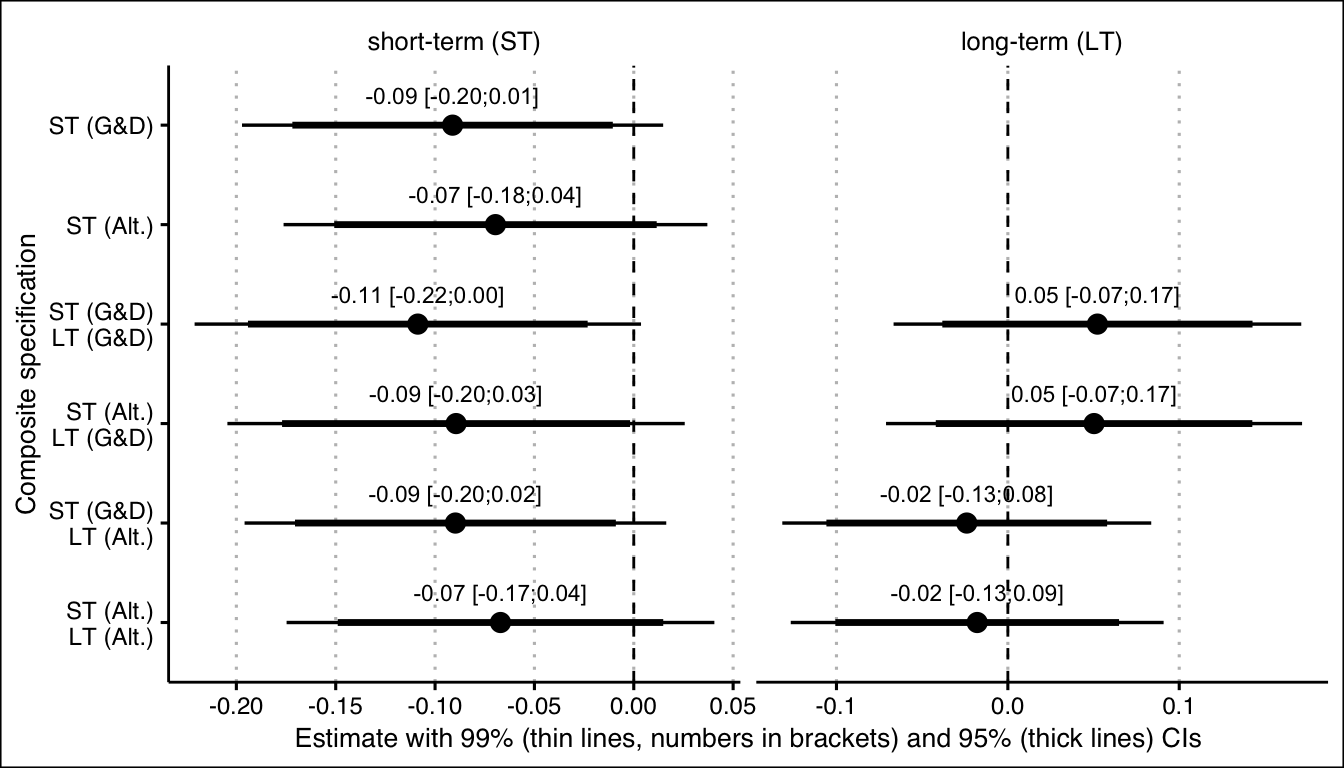 short-term (ST)
long-term (LT)
Composite specification
ST (G&D)
-0.09 [-0.20;0.01]
ST (Alt.)
-0.07 [-0.18;0.04]
ST (G&D)
LT (G&D)
-0.11 [-0.22;0.00]
0.05 [-0.07;0.17]
ST (Alt.)
LT (G&D)
-0.09 [-0.20;0.03]
0.05 [-0.07;0.17]
ST (G&D)
LT (Alt.)
-0.09 [-0.20;0.02]
-0.02 [-0.13;0.08]
ST (Alt.)
LT (Alt.)
-0.07 [-0.17;0.04]
-0.02 [-0.13;0.09]
-0.20 -0.15 -0.10 -0.05 0.00 0.05
-0.1 0.0 0.1
Estimate with 99% (thin lines, numbers in brackets) and 95% (thick lines) CIs